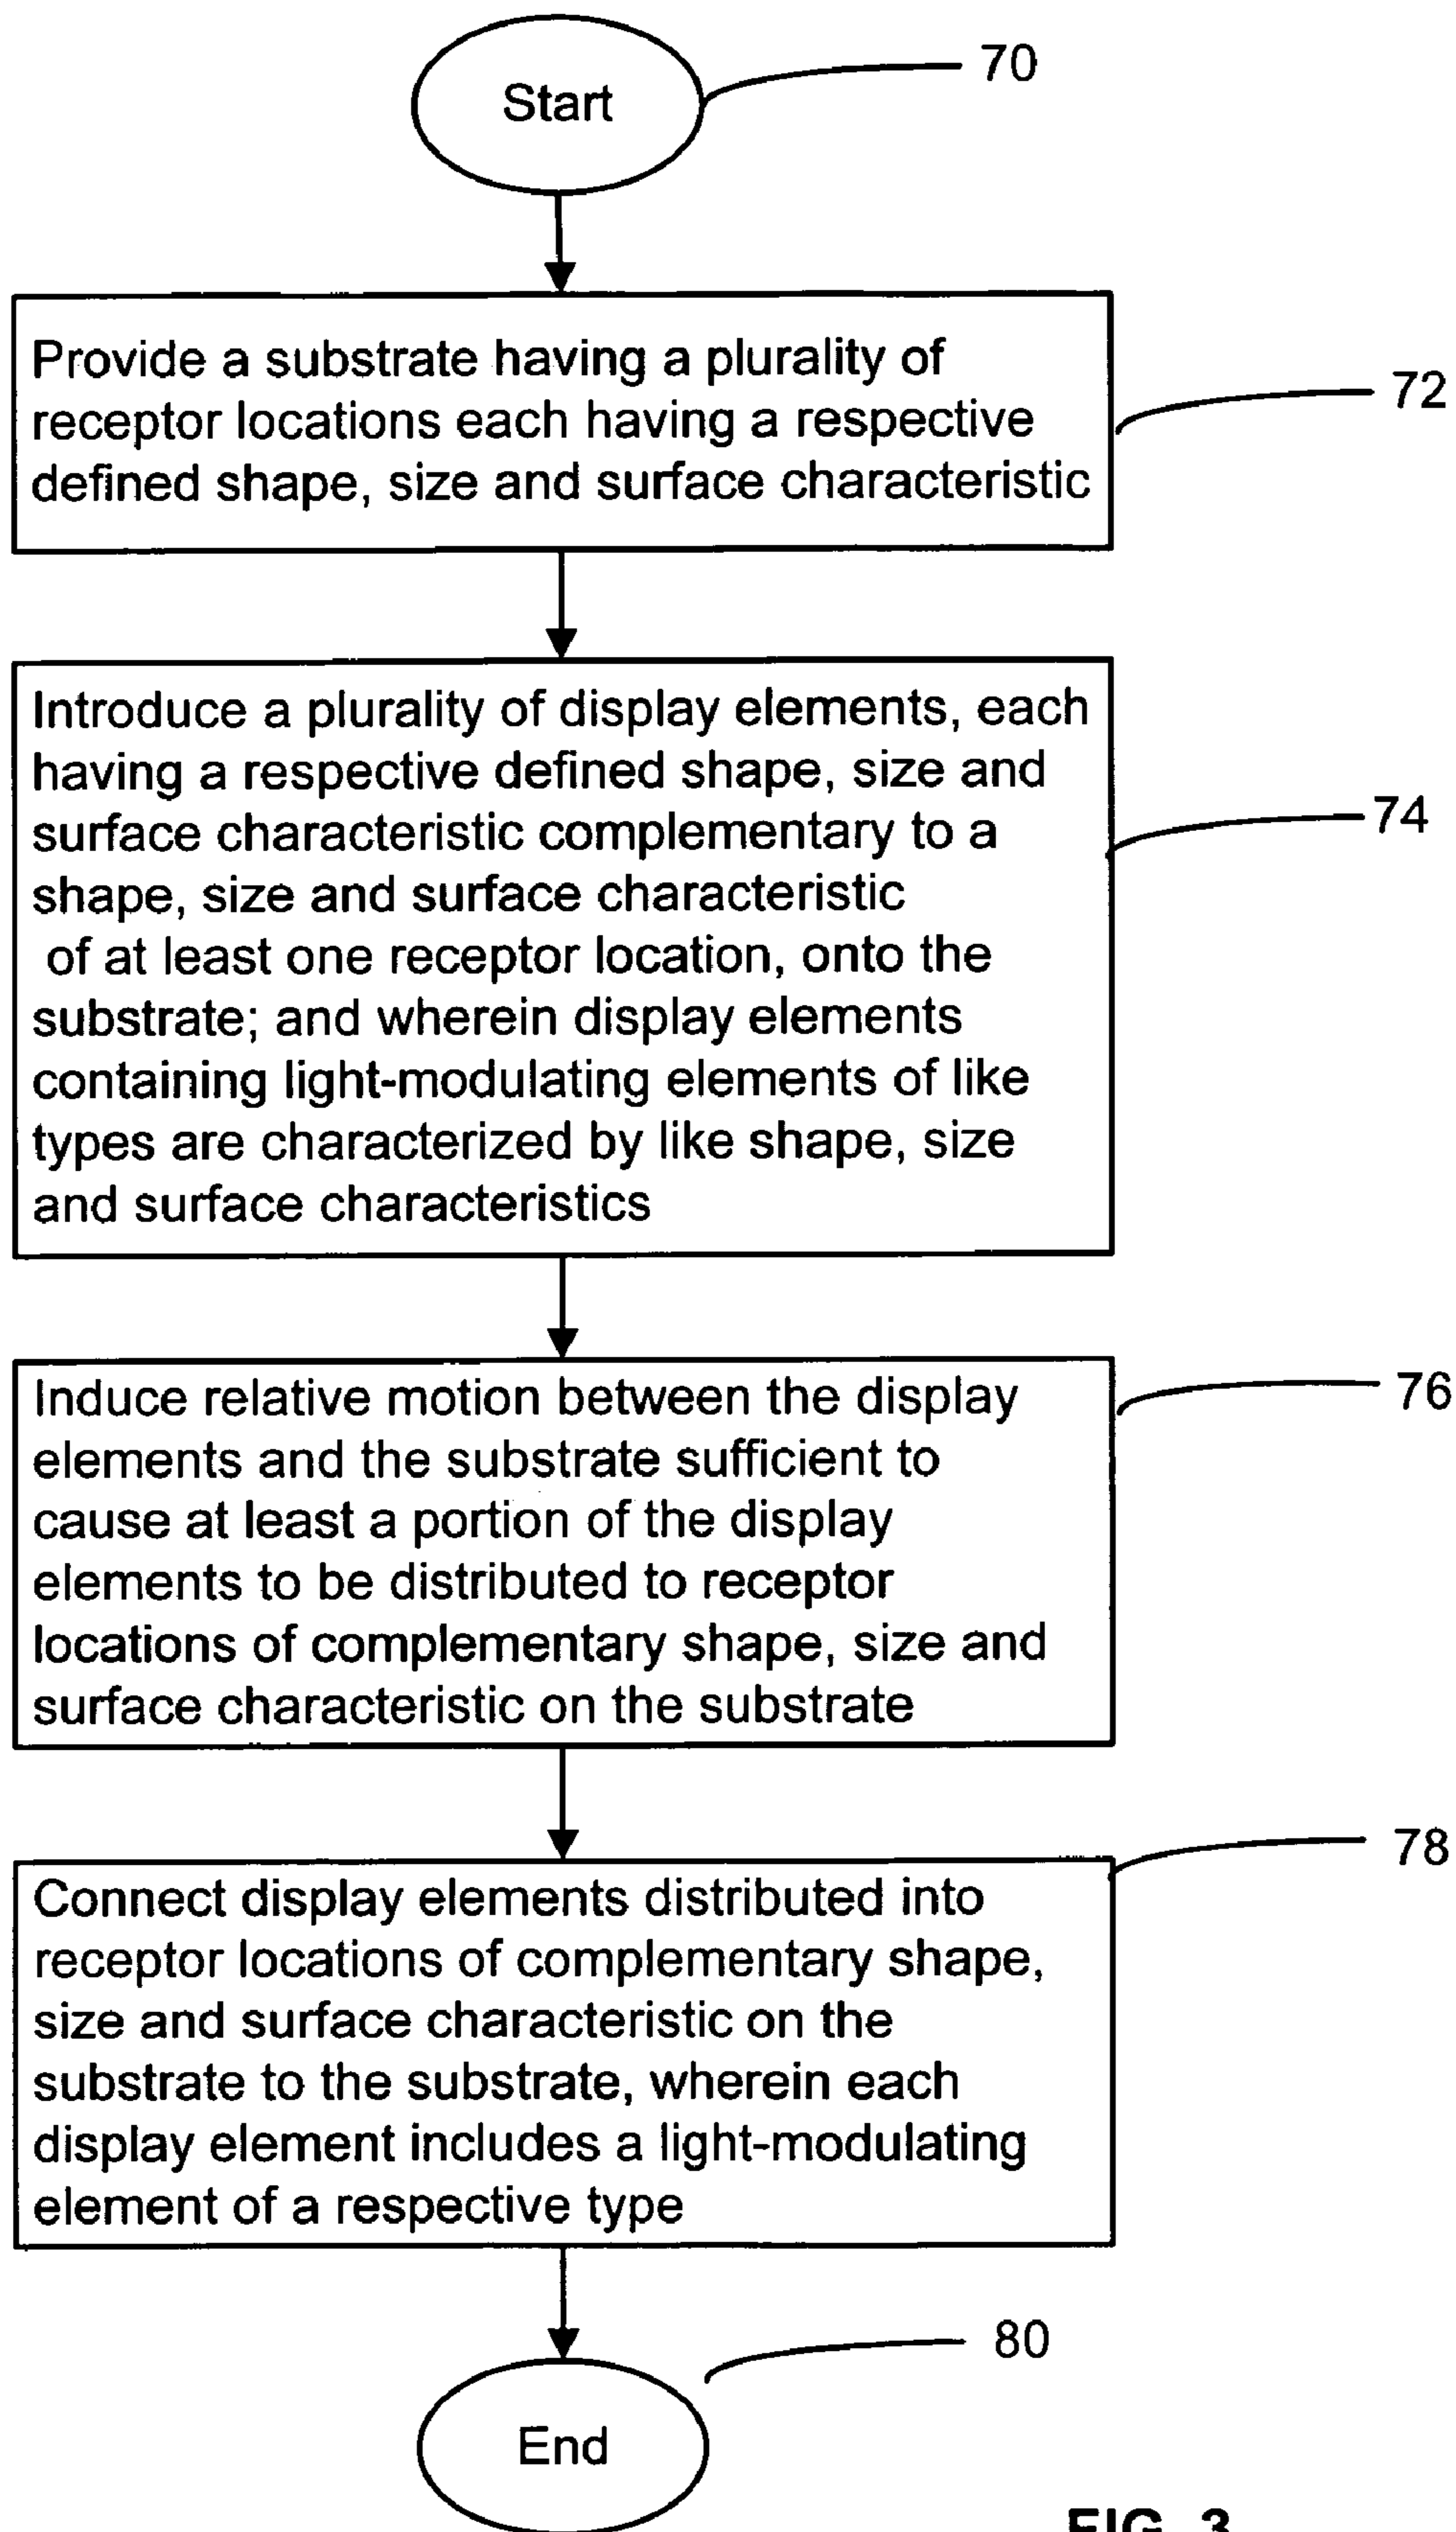 Start
70
Provide a substrate having a plurality of
receptor locations each having a respective
defined shape, size and surface characteristic
72
Introduce a plurality of display elements, each
having a respective defined shape, size and
surface characteristic complementary to a
shape, size and surface characteristic
of at least one receptor location, onto the
substrate; and wherein display elements
containing light-modulating elements of like
types are characterized by like shape, size
and surface characteristics
74
Induce relative motion between the display
elements and the substrate sufficient to
cause at least a portion of the display
elements to be distributed to receptor
locations of complementary shape, size and
surface characteristic on the substrate
76
Connect display elements distributed into
receptor locations of complementary shape,
size and surface characteristic on the
substrate to the substrate, wherein each
display element includes a light-modulating
element of a respective type
78
End
80
FIG. 3